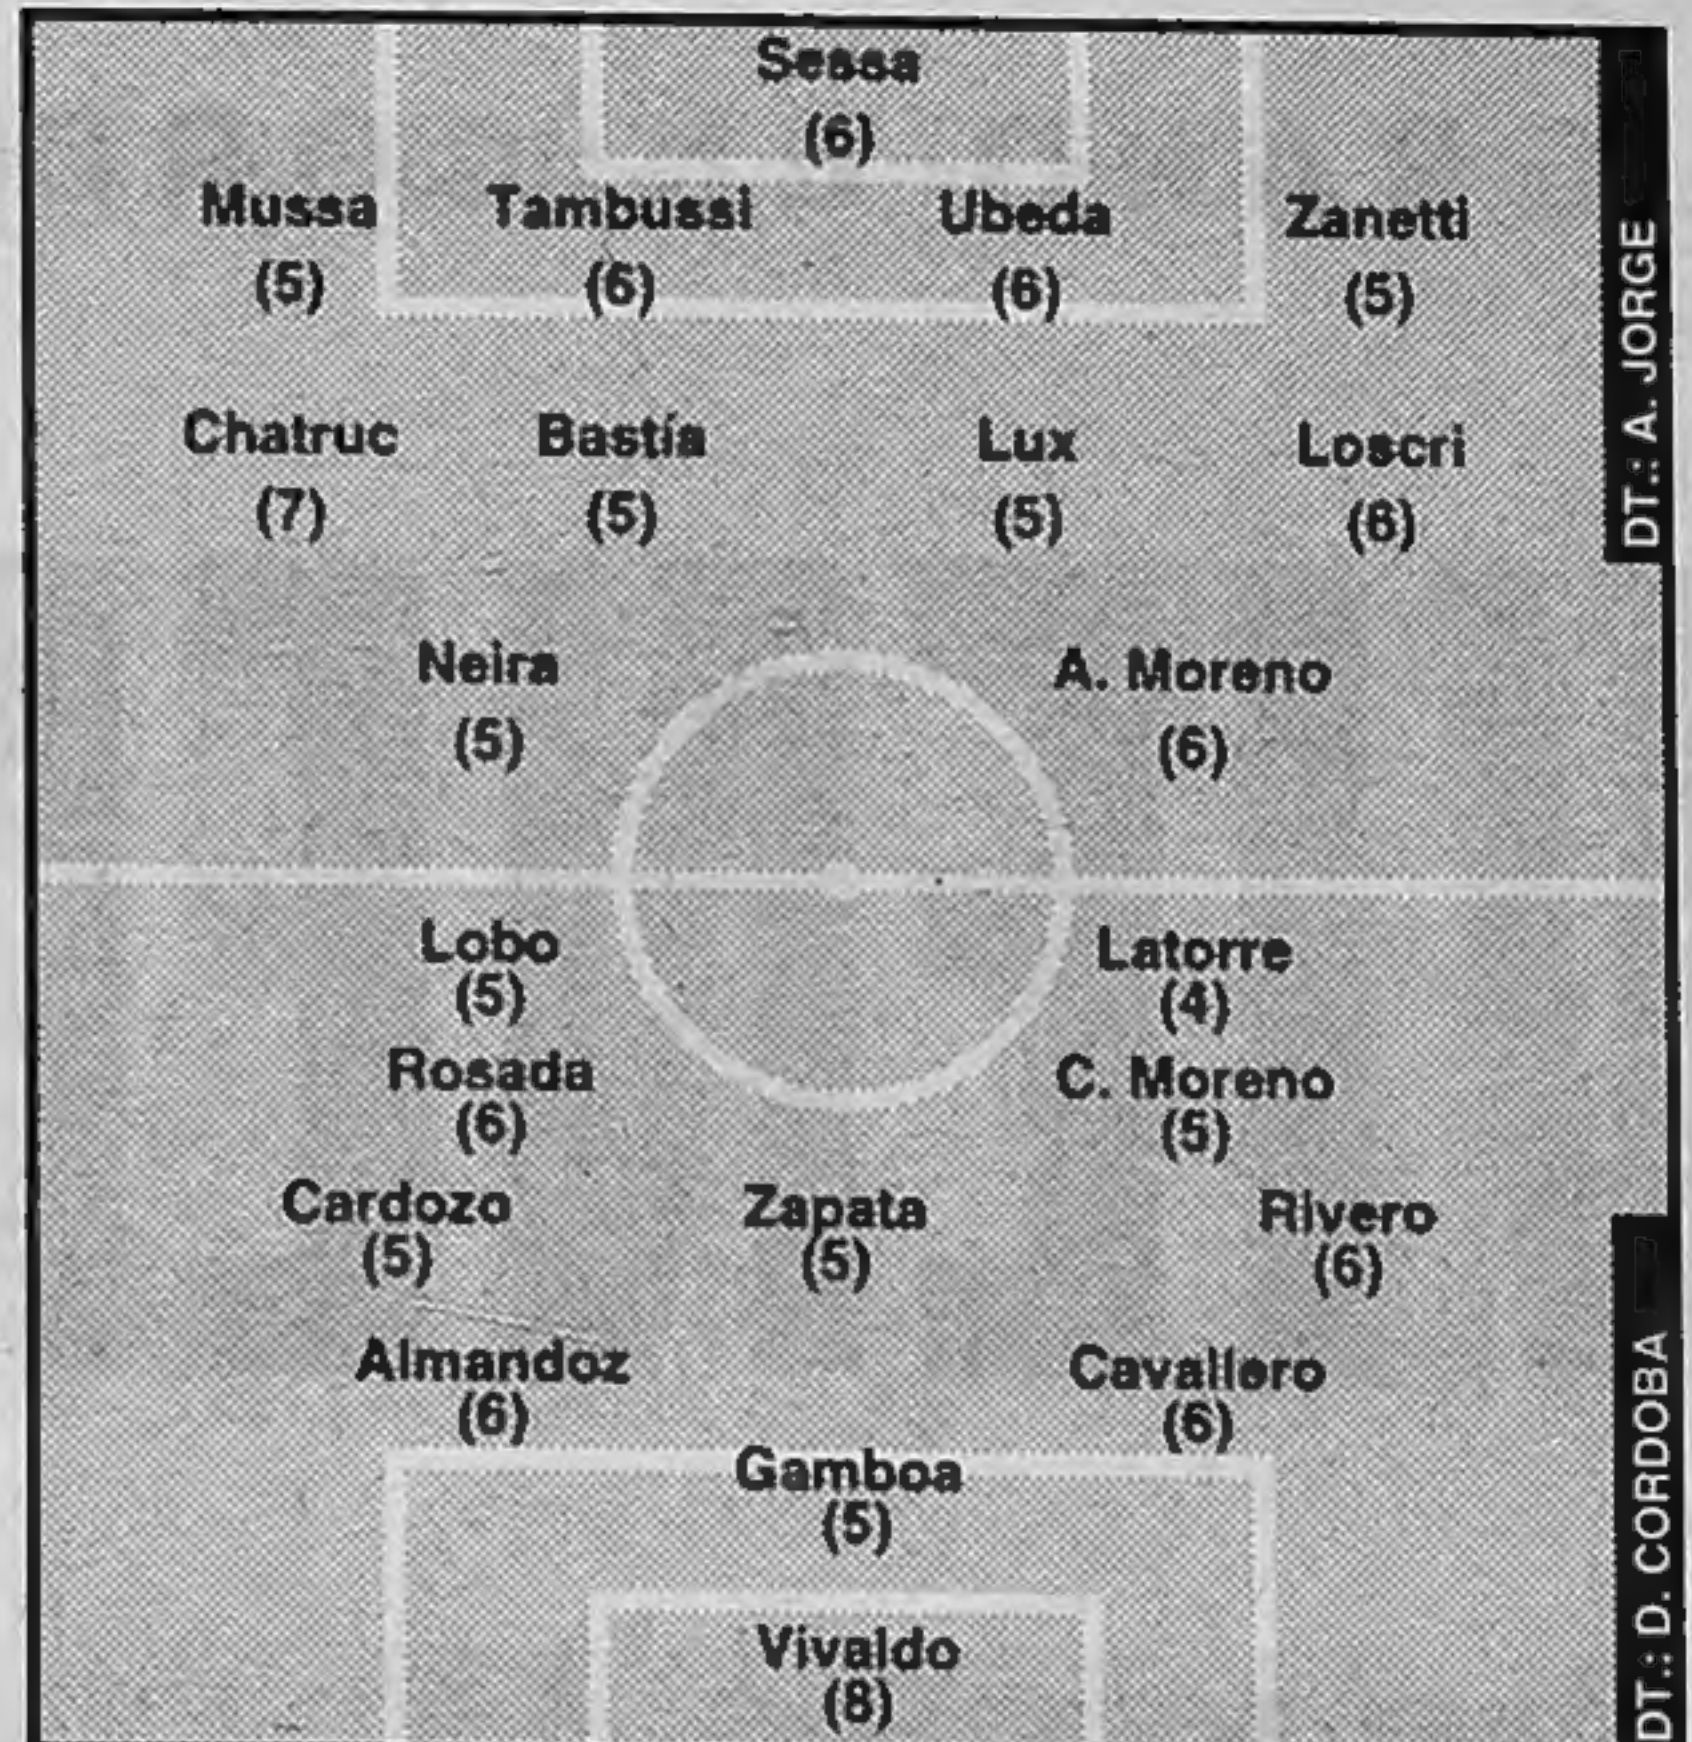 Sessa
(6)
Mussa Tambussi Ubeda Zanetti
(5) (6) (6) (5)
Chatruc Bastía Lux Loscri
(7) (5) (5) (6)
Neira A. Moreno
(5) (6)
DT.: A. JORGE
Lobo Latorre
(5) (4)
Rosada C. Moreno
(6) (5)
Cardozo Zapata Rivero
(5) (5) (6)
Almandoz Cavallero
(6) (6)
Gamboa
(5)
Vivaldo
(8)
DT.: D. CORDOBA